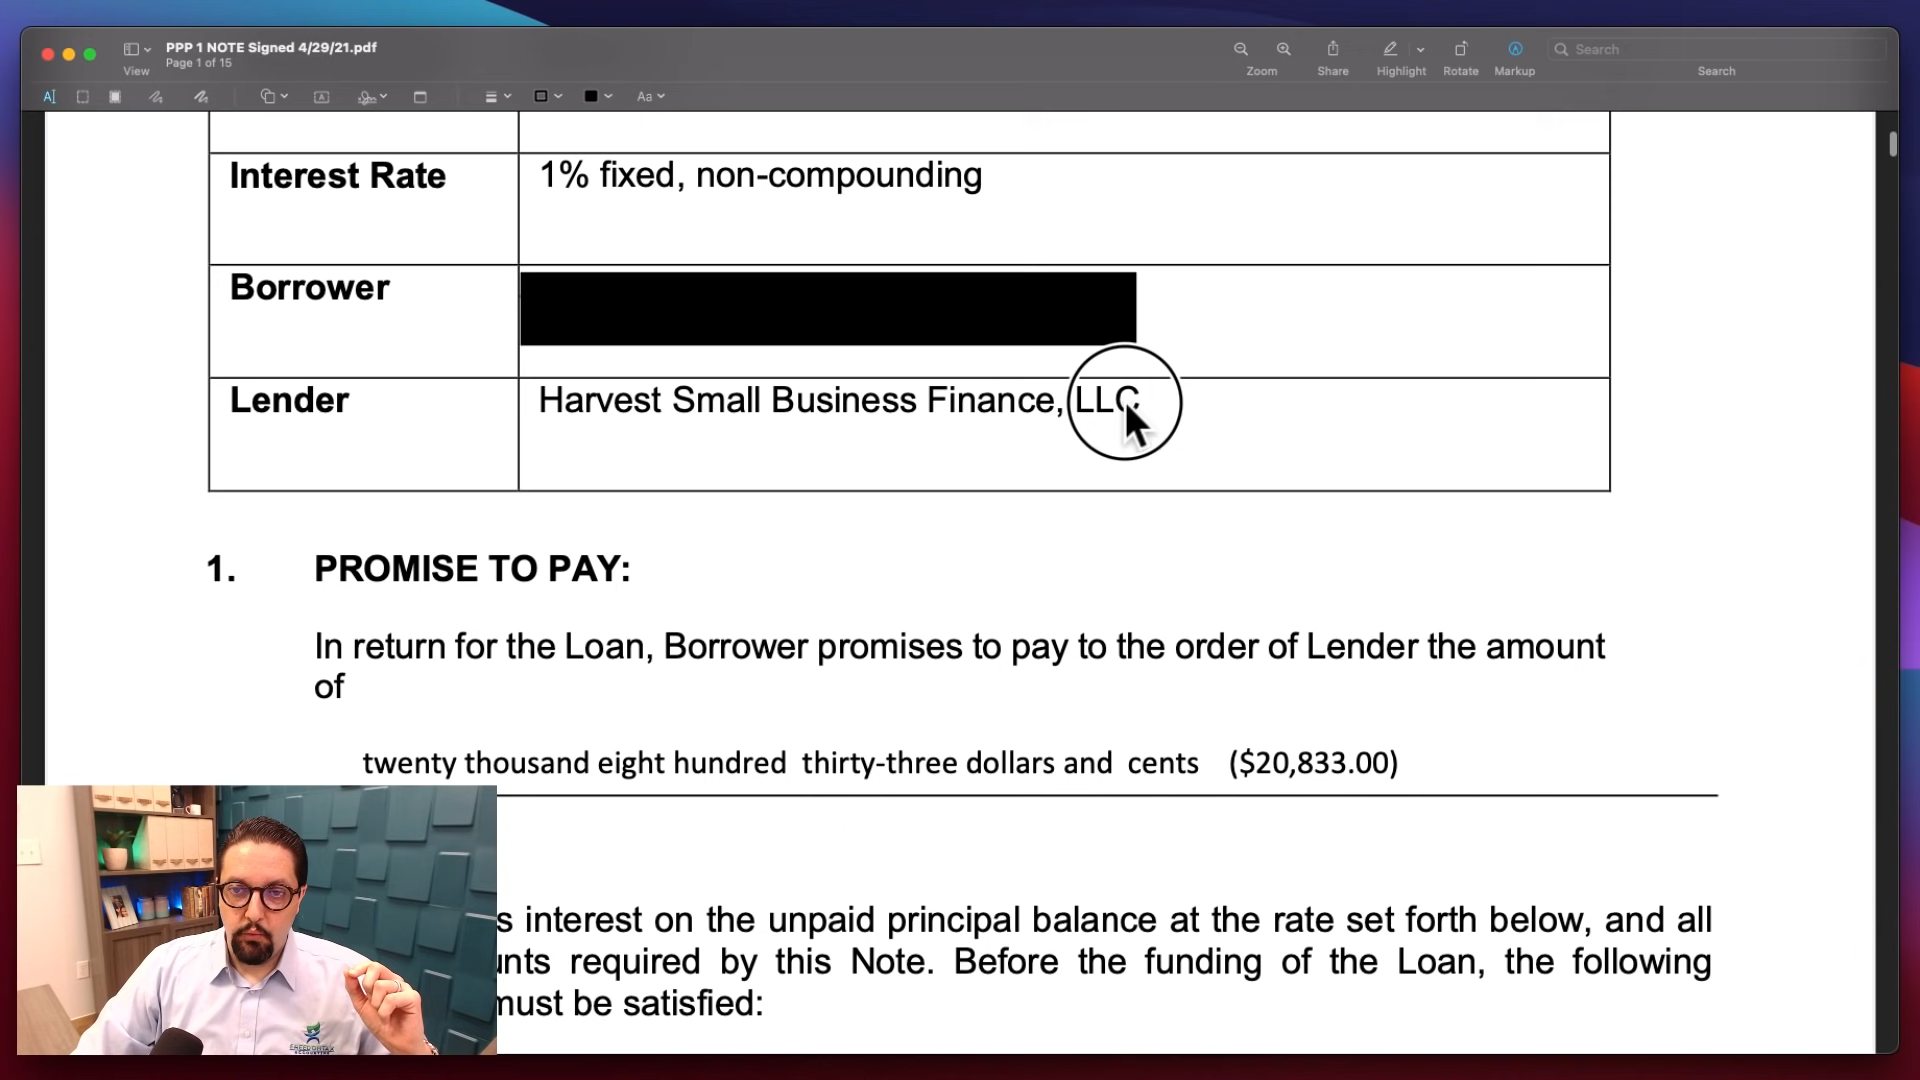 PPP 1 NOTE Signed 4/29/21.pdf
Page 1 of 15
View
Zoom
Share
Highlight
Rotate
Markup
Search
Search
Aa
Interest Rate
1% fixed, non-compounding
Borrower
Lender
Harvest Small Business Finance, LLC
1. PROMISE TO PAY:
In return for the Loan, Borrower promises to pay to the order of Lender the amount
of
twenty thousand eight hundred thirty-three dollars and cents ($20,833.00)
s interest on the unpaid principal balance at the rate set forth below, and all
required by this Note. Before the funding of the Loan, the following
must be satisfied:
FREEDOMTAX
ACCOUNTING